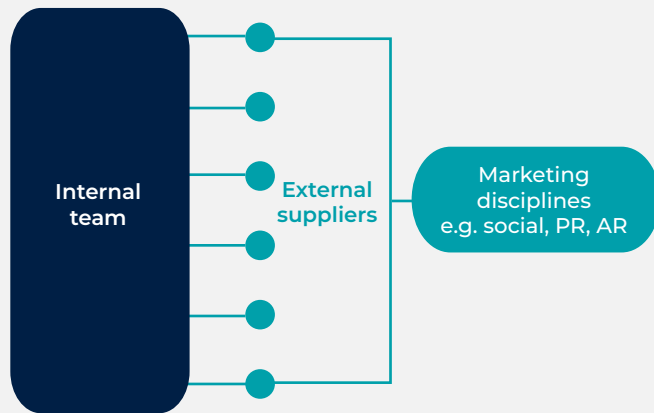 Internal
team
External
suppliers
Marketing
disciplines
e.g. social, PR, AR